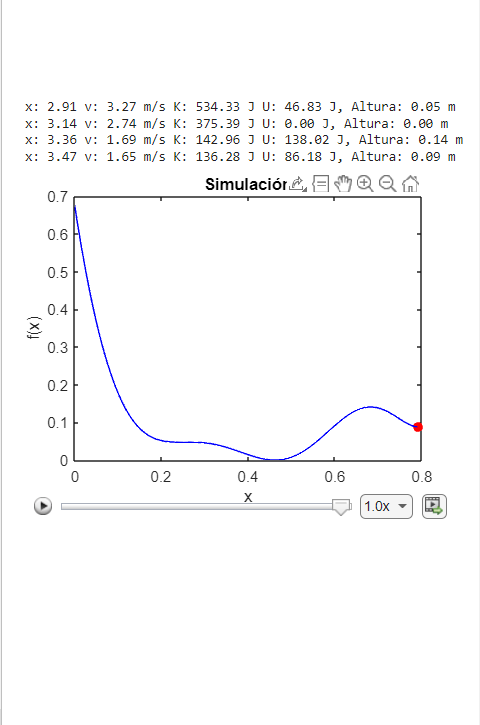 x: 2.91 v: 3.27 m/s K: 534.33 J U: 46.83 J, Altura: 0.05 m
x: 3.14 v: 2.74 m/s K: 375.39 J U: 0.00 J, Altura: 0.00 m
x: 3.36 v: 1.69 m/s K: 142.96 J U: 138.02 J, Altura: 0.14 m
x: 3.47 v: 1.65 m/s K: 136.28 J U: 86.18 J, Altura: 0.09 m
Simulación
0.7
0.6
0.5
0.4
0.3
0.2
0.1
0
f(x)
0 0.2 0.4 0.6 0.8
x
1.0x